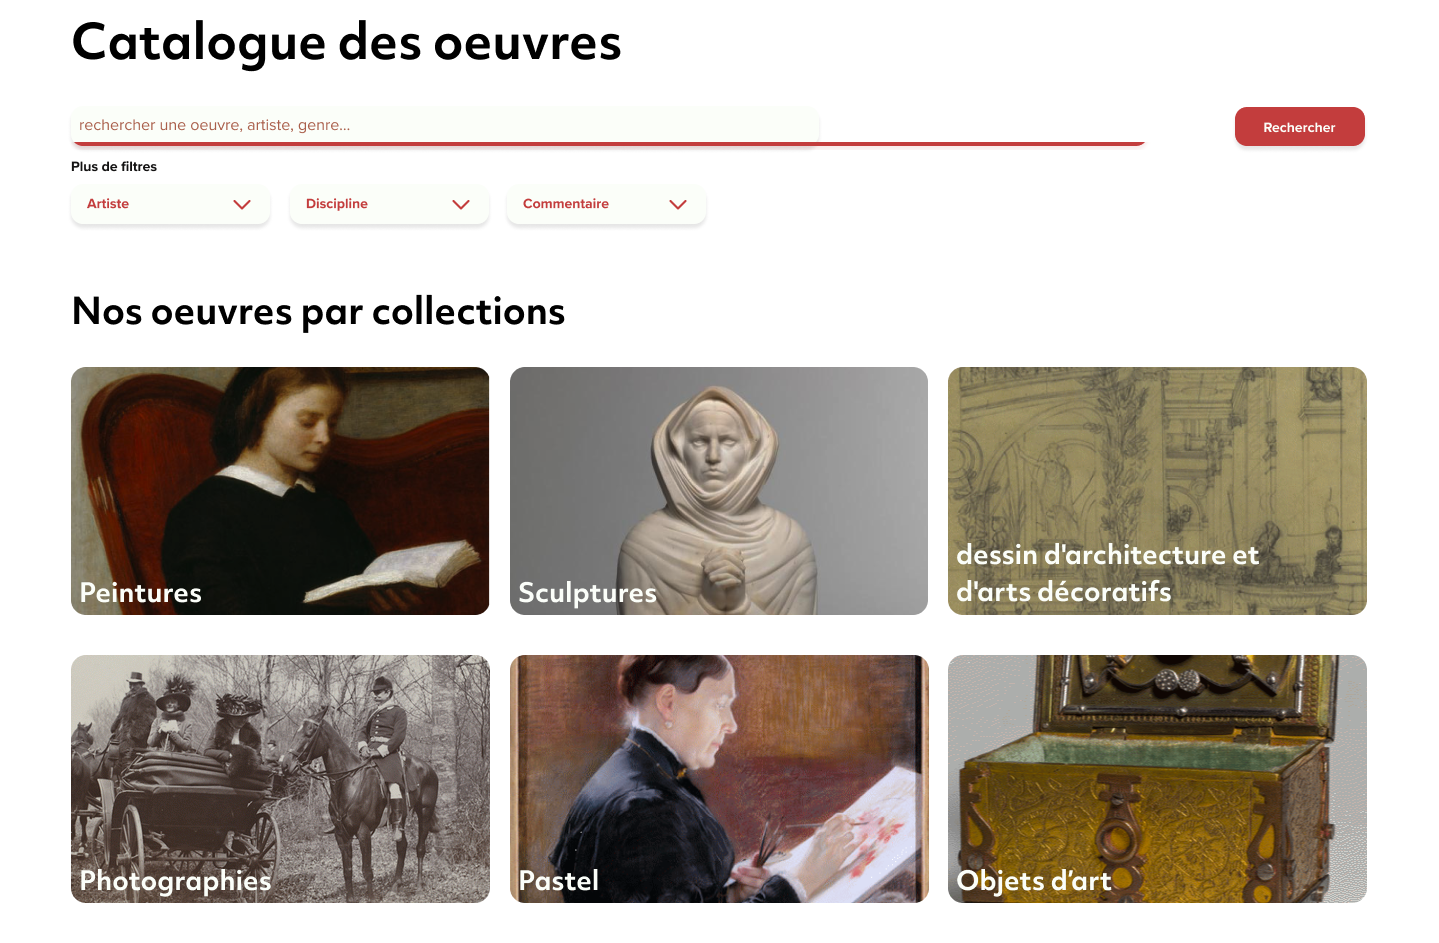 Catalogue des oeuvres
rechercher une oeuvre, artiste, genre...
Rechercher
Plus de filtres
Artiste
Discipline
Commentaire
Nos oeuvres par collections
Peintures
Sculptures
dessin d'architecture et
d'arts décoratifs
Photographies
Pastel
Objets d’art